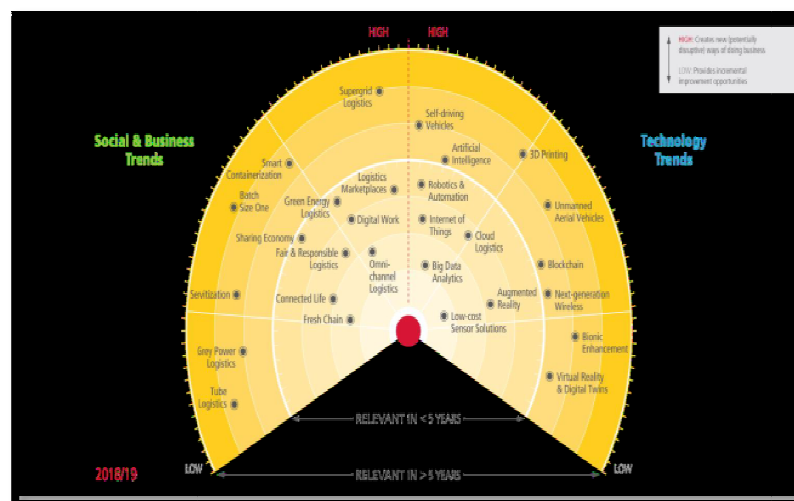 HIGH
HIGH
HIGH: Creates new (potentially
disruptive) ways of doing business
LOW: Provides incremental
improvement opportunities
Social & Business
Trends
Technology
Trends
Supergrid
Logistics
Self-driving
Vehicles
Smart
Containerization
Artificial
Intelligence
3D Printing
Logistics
Marketplaces
Robotics &
Automation
Batch
Size One
Green Energy
Logistics
Unmanned
Aerial Vehicles
Digital Work
Internet of
Things
Sharing Economy
Cloud
Logistics
Fair & Responsible
Logistics
Omni-
channel
Logistics
Big Data
Analytics
Blockchain
Servitization
Connected Life
Augmented
Reality
Next-generation
Wireless
Fresh Chain
Low-cost
Sensor Solutions
Grey Power
Logistics
Bionic
Enhancement
Tube
Logistics
Virtual Reality
& Digital Twins
RELEVANT IN < 5 YEARS
2018/19
LOW
RELEVANT IN > 5 YEARS
LOW